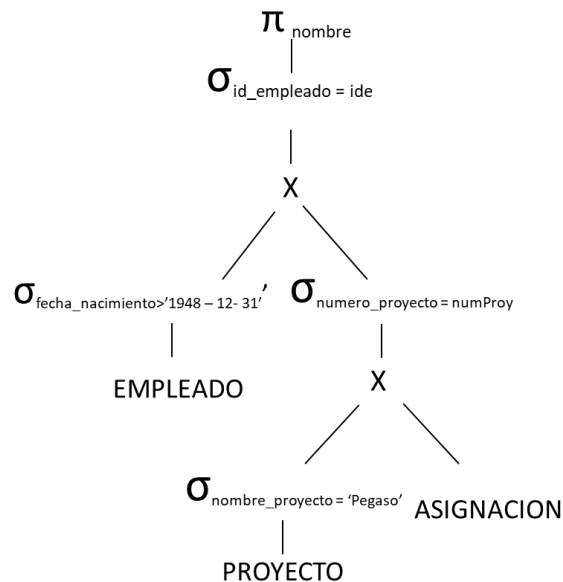 π nombre
σ id_empleado = ide
X
σ fecha_nacimiento>’1948 – 12- 31’ ’
σ numero_proyecto = numProy
EMPLEADO
X
σ nombre_proyecto = ‘Pegaso’
ASIGNACION
PROYECTO